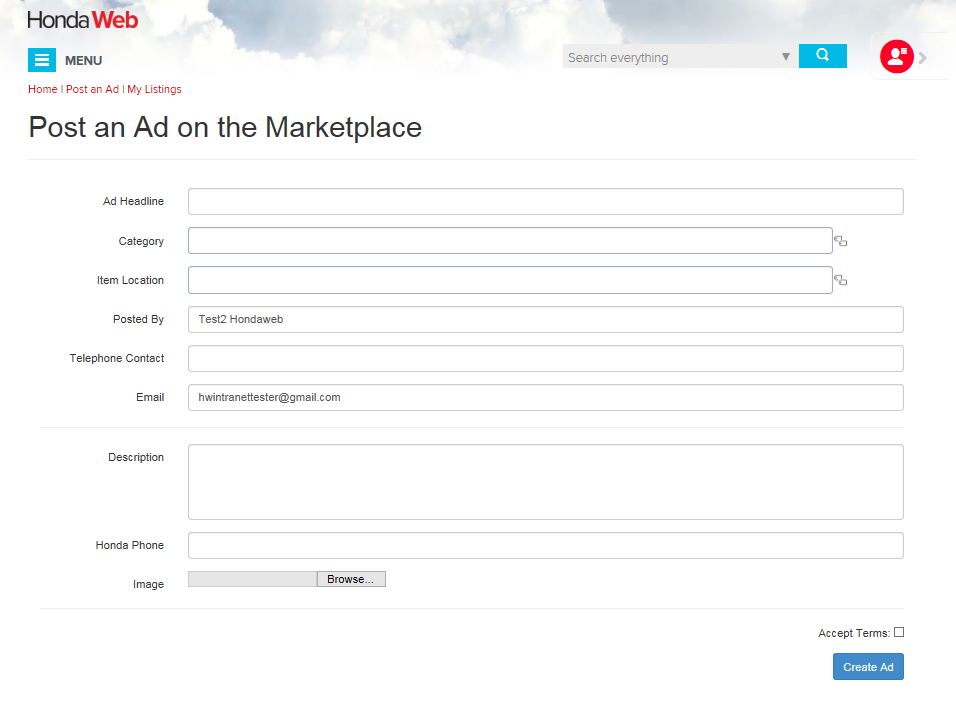 HondaWeb
MENU
Search everything
Home | Post an Ad | My Listings
Post an Ad on the Marketplace
Ad Headline
Category
Item Location
Posted By Test2 Hondaweb
Telephone Contact
Email hwintranettester@gmail.com
Description
Honda Phone
Image Browse...
Accept Terms:
Create Ad